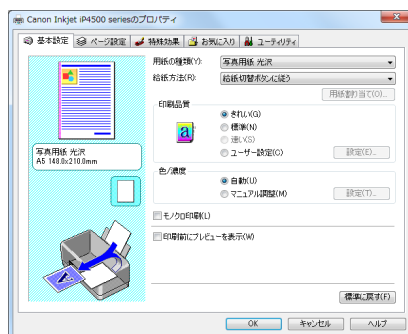 Canon Inkjet iP4500 seriesのプロパティ
基本設定 ページ設定 特殊効果 お気に入り ユーティリティ
用紙の種類(Y): 写真用紙 光沢
給紙方法(R): 給紙切替ボタンに従う
用紙割り当て(O)...
印刷品質
きれい(G)
標準(N)
速い(S)
ユーザー設定(C) 設定(E)...
写真用紙 光沢
A5 148.0x210.0mm
色/濃度
自動(U)
マニュアル調整(M) 設定(T)...
モノクロ印刷(L)
印刷前にプレビューを表示(W)
標準に戻す(F)
OK キャンセル ヘルプ